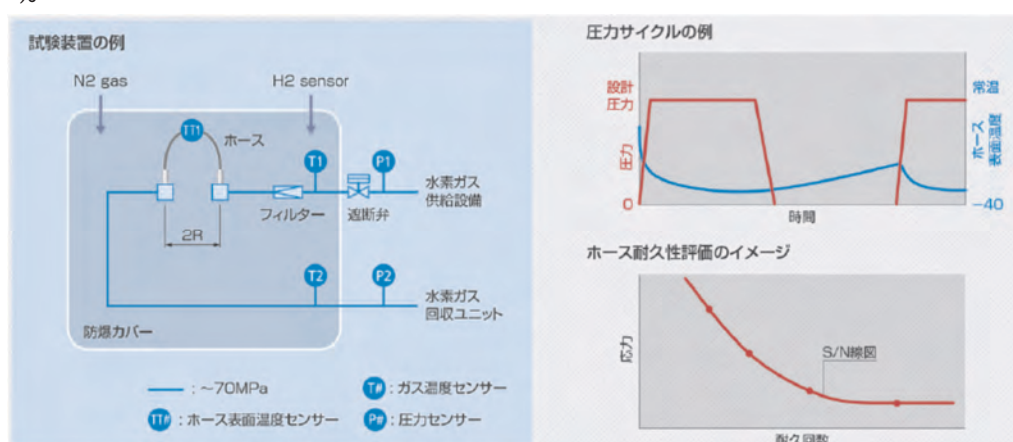 試験装置の例
N2 gas
H2 sensor
TT1
ホース
T1
P1
水素ガス
供給設備
フィルター
遮断弁
2R
T2
P2
水素ガス
回収ユニット
防爆カバー
:~70MPa
T#:ガス温度センサー
TT#:ホース表面温度センサー
P#:圧力センサー
圧力サイクルの例
設計
圧力
圧力
0
常温
ホース
表面温度
-40
時間
ホース耐久性評価のイメージ
応力
S/N線図
耐久回数